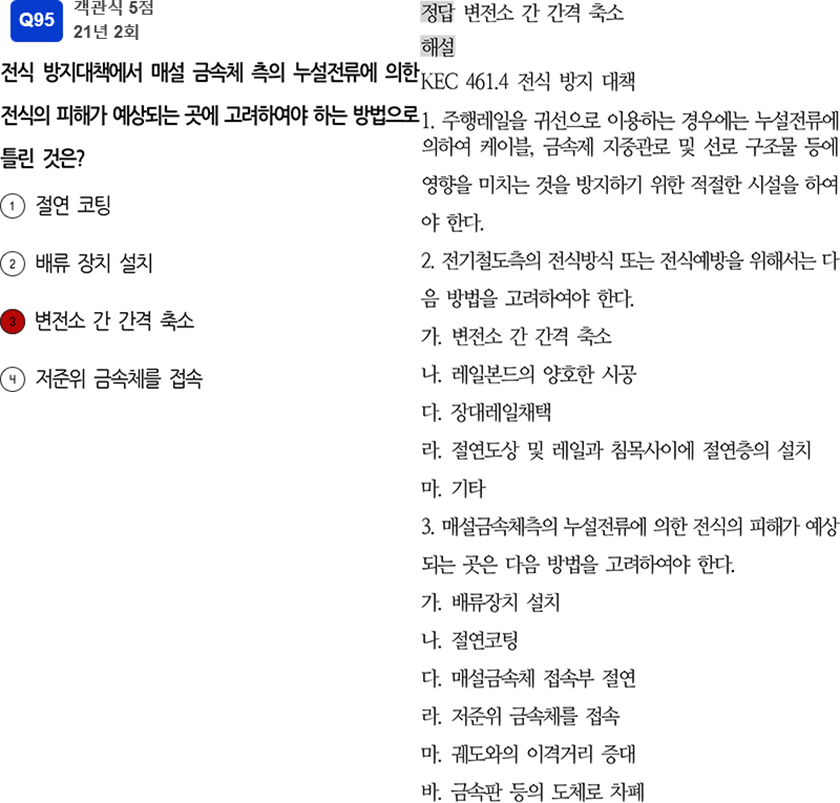 Q95
객관식 5점
21년 2회
전식 방지대책에서 매설 금속체 측의 누설전류에 의한
전식의 피해가 예상되는 곳에 고려하여야 하는 방법으로
틀린 것은?
1 절연 코팅
2 배류 장치 설치
3 변전소 간 간격 축소
4 저준위 금속체를 접속
정답 변전소 간 간격 축소
해설
KEC 461.4 전식 방지 대책
1. 주행레일을 귀선으로 이용하는 경우에는 누설전류에
의하여 케이블, 금속제 지중관로 및 선로 구조물 등에
영향을 미치는 것을 방지하기 위한 적절한 시설을 하여
야 한다.
2. 전기철도측의 전식방식 또는 전식예방을 위해서는 다
음 방법을 고려하여야 한다.
가. 변전소 간 간격 축소
나. 레일본드의 양호한 시공
다. 장대레일채택
라. 절연도상 및 레일과 침목사이에 절연층의 설치
마. 기타
3. 매설금속체측의 누설전류에 의한 전식의 피해가 예상
되는 곳은 다음 방법을 고려하여야 한다.
가. 배류장치 설치
나. 절연코팅
다. 매설금속체 접속부 절연
라. 저준위 금속체를 접속
마. 궤도와의 이격거리 증대
바. 금속판 등의 도체로 차폐